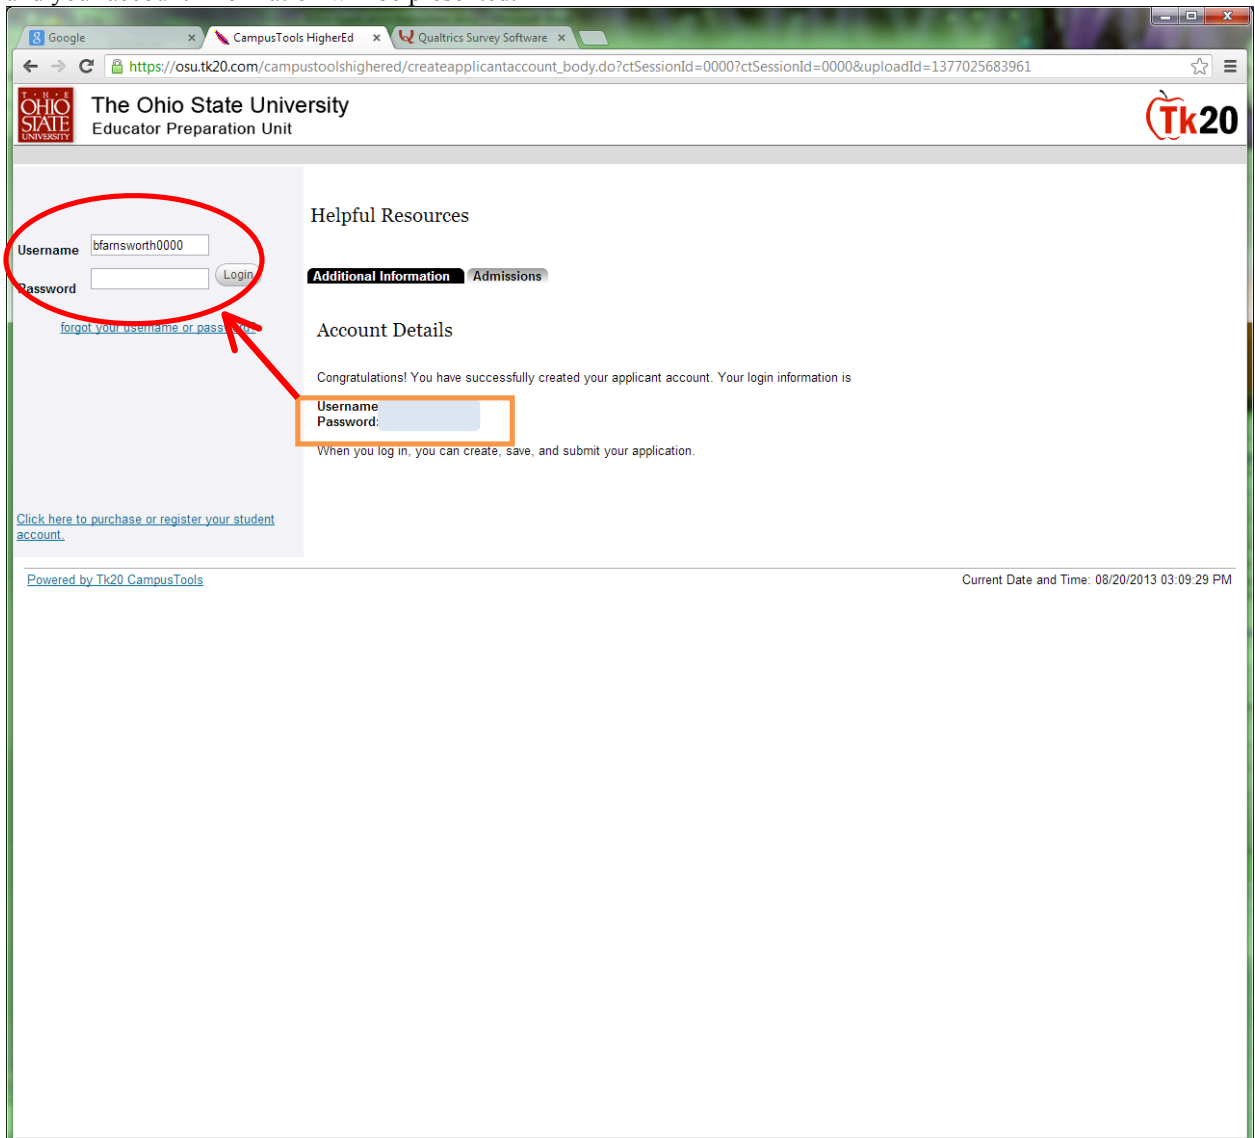 Google
CampusTools HigherEd
Qualtrics Survey Software
https://osu.tk20.com/campustoolshighered/createapplicantaccount_body.do?ctSessionId=0000?ctSessionId=0000&uploadId=1377025683961
T · H · E
OHIO
STATE
UNIVERSITY
The Ohio State University
Educator Preparation Unit
Tk20
Username bfarnsworth0000
Password Login
forgot your username or password?
Click here to purchase or register your student
account.
Helpful Resources
Additional Information Admissions
Account Details
Congratulations! You have successfully created your applicant account. Your login information is
Username
Password:
When you log in, you can create, save, and submit your application.
Powered by Tk20 CampusTools
Current Date and Time: 08/20/2013 03:09:29 PM